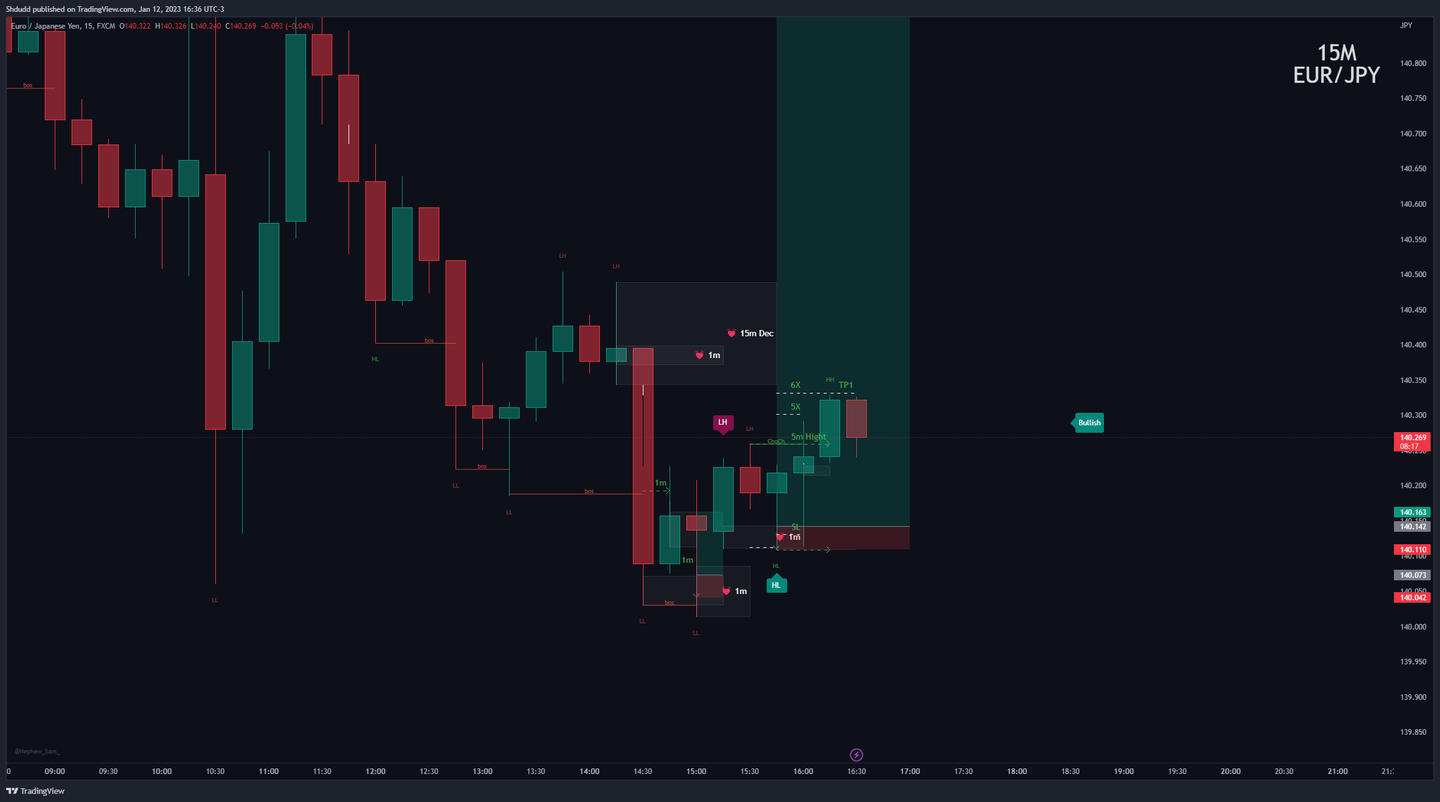 Shdudd published on TradingView.com, Jan 12, 2023 16:36 UTC-3
Euro / Japanese Yen, 15, FXCM O140.322 H140.326 L140.240 C140.269 −0.053 (−0.04%)
JPY
15M
EUR/JPY
140.800
140.750
140.700
140.650
140.600
140.550
140.500
140.450
140.400
140.350
140.300
140.269
08:17
140.200
140.163
140.142
140.110
140.073
140.042
140.000
139.950
139.900
139.850
bos
LH
LH
15m Dec
1m
bos
HL
6X
HH
TP1
5X
LH
LH
Bullish
5m Hight
ChoCh
bos
LL
1m
bos
LL
SL
1m
1m
HL
HL
1m
bos
LL
LL
LL
@Nephew_Sam_
0
09:00
09:30
10:00
10:30
11:00
11:30
12:00
12:30
13:00
13:30
14:00
14:30
15:00
15:30
16:00
16:30
17:00
17:30
18:00
18:30
19:00
19:30
20:00
20:30
21:00
TradingView